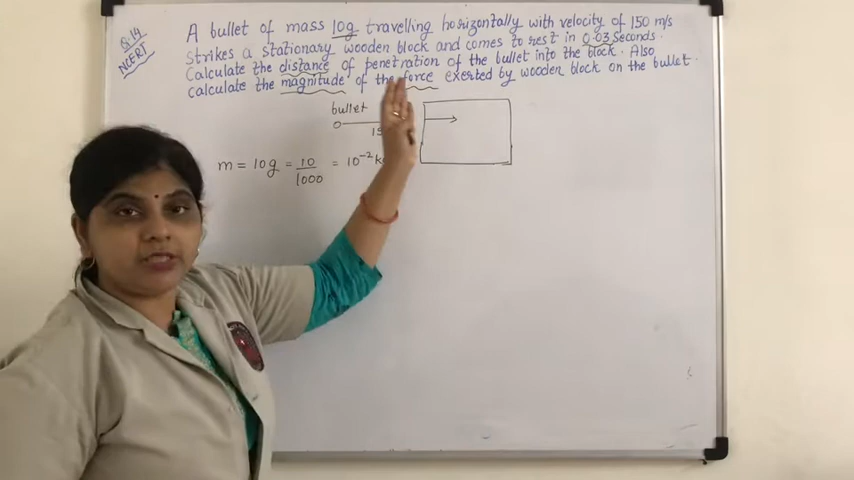 Q.14
NCERT
A bullet of mass 10g travelling horizontally with velocity of 150 m/s
strikes a stationary wooden block and comes to rest in 0.03 seconds.
Calculate the distance of penetration of the bullet into the block. Also
calculate the magnitude of the force exerted by wooden block on the bullet.
bullet
m = 10g = 10/1000 = 10⁻² k